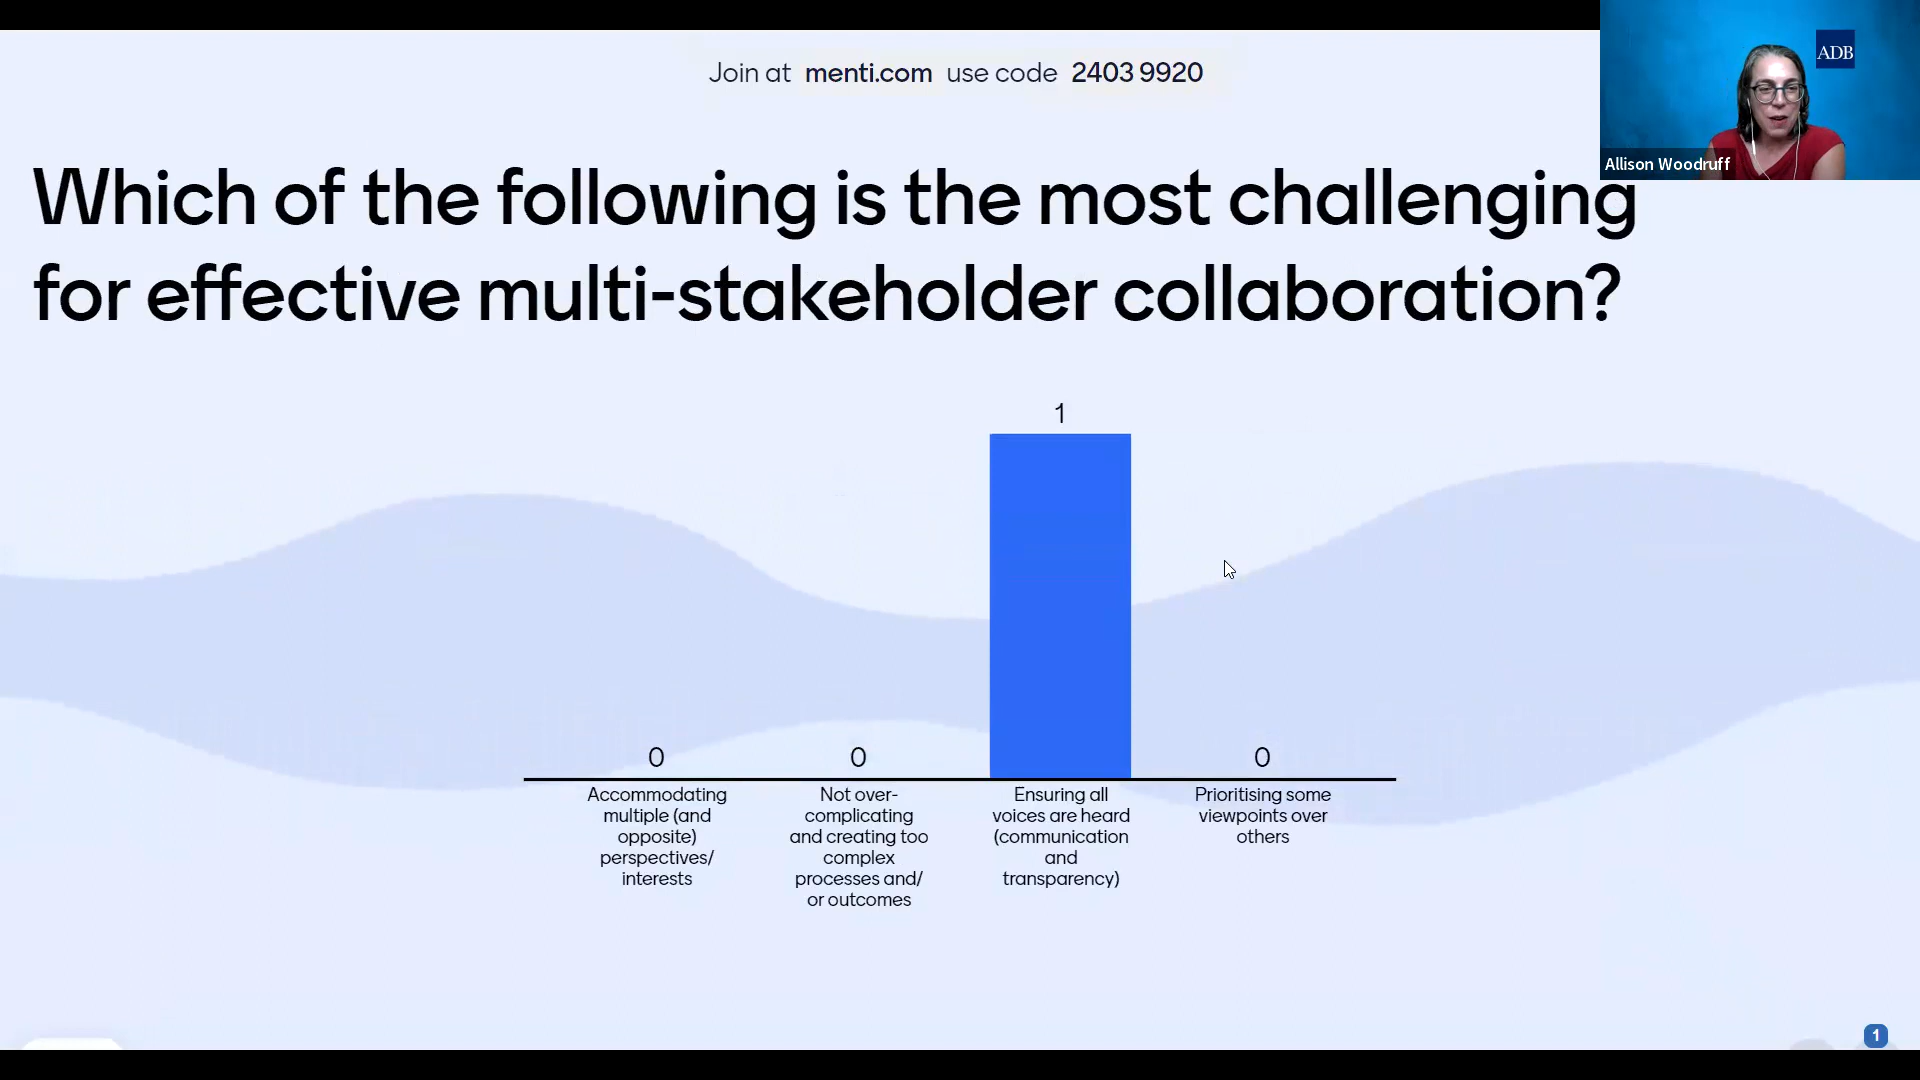 Join at menti.com use code 2403 9920
ADB
Allison Woodruff
Which of the following is the most challenging
for effective multi-stakeholder collaboration?
1
0
0
0
Accommodating
multiple (and
opposite)
perspectives/
interests
Not over-
complicating
and creating too
complex
processes and/
or outcomes
Ensuring all
voices are heard
(communication
and
transparency)
Prioritising some
viewpoints over
others
1